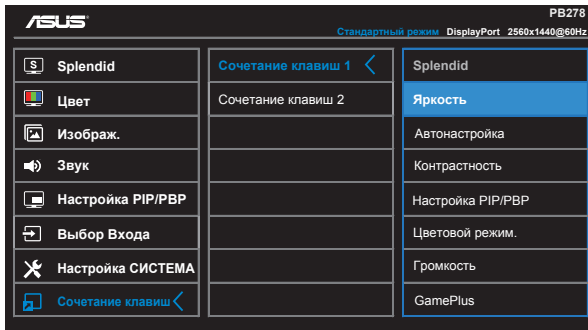 ASUS
PB278
Стандартный режим DisplayPort 2560x1440@60Hz
S Splendid
Цвет
Изображ.
Звук
Настройка PIP/PBP
Выбор Входа
Настройка СИСТЕМА
Сочетание клавиш
Сочетание клавиш 1
Сочетание клавиш 2
Splendid
Яркость
Автонастройка
Контрастность
Настройка PIP/PBP
Цветовой режим.
Громкость
GamePlus